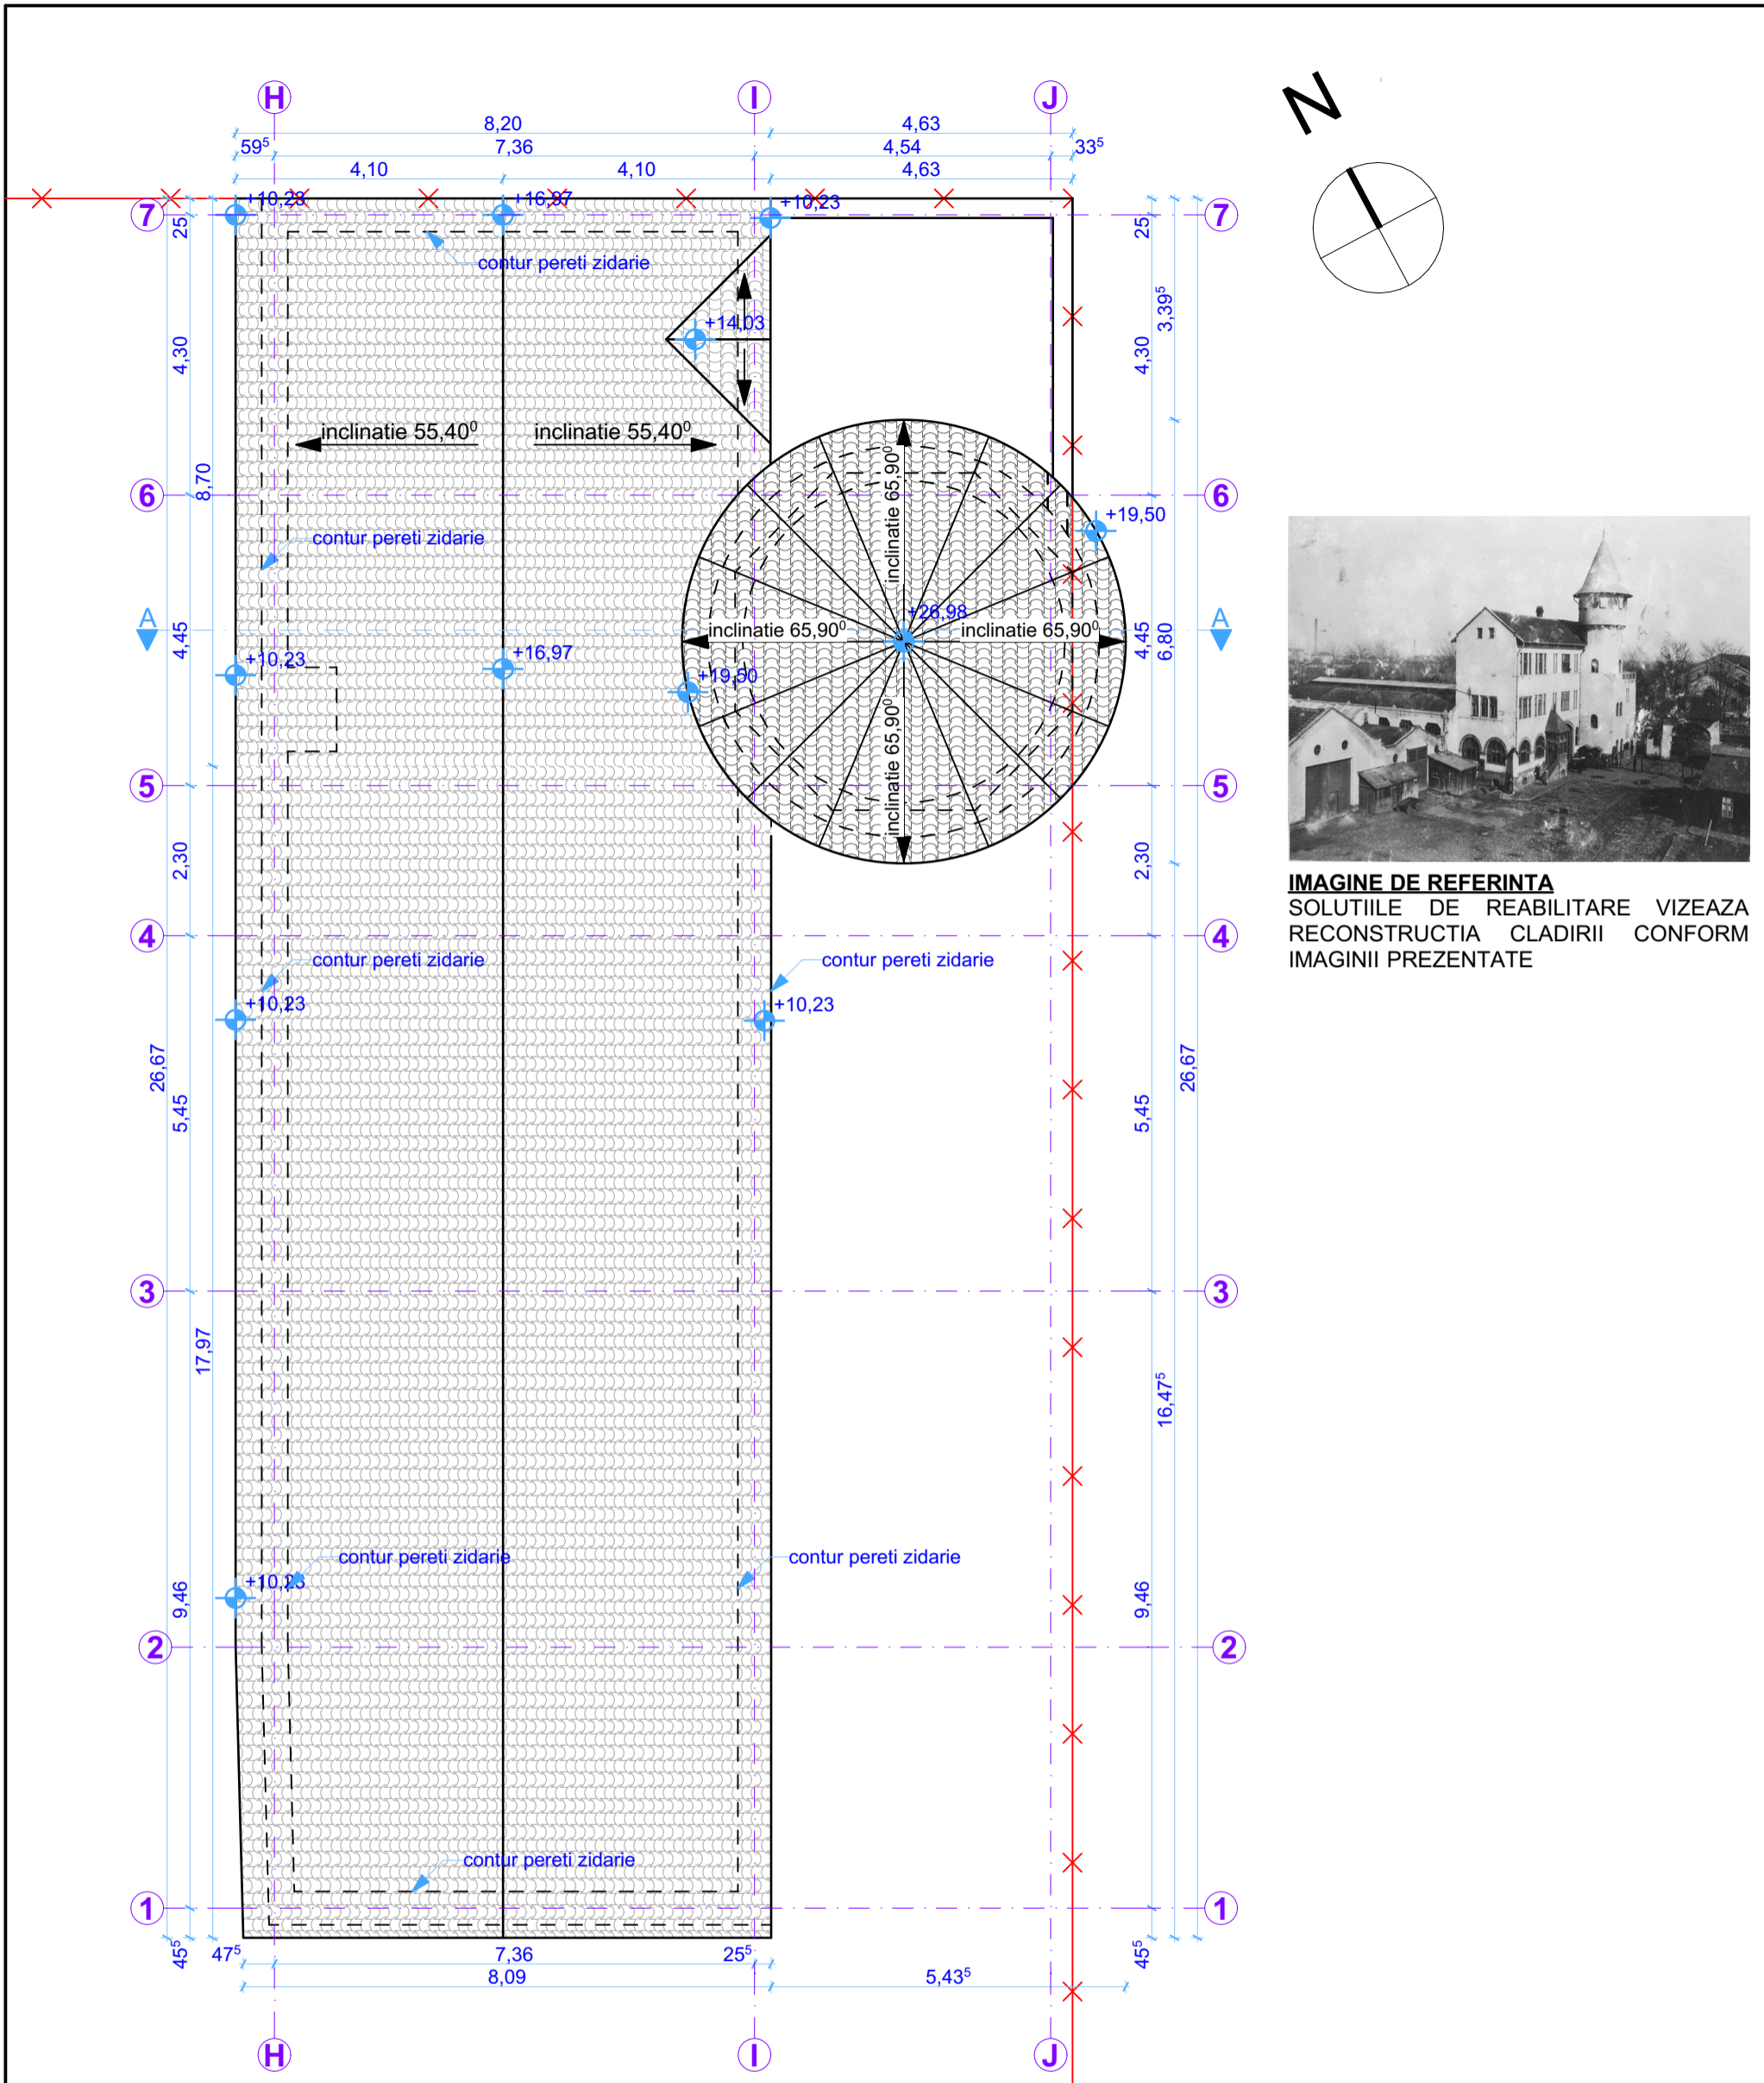 N
H
I
J
8,20
4,63
59⁵
7,36
4,54
33⁵
4,10
4,10
4,63
7
+10,23
+16,97
+10,23
7
25
25
contur pereti zidarie
3,39⁵
+14,03
4,30
4,30
inclinatie 55,40⁰
inclinatie 55,40⁰
8,70
inclinatie 65,90⁰
6
6
+19,50
contur pereti zidarie
A
+26,98
A
inclinatie 65,90⁰
inclinatie 65,90⁰
4,45
4,45
6,80
+10,23
+16,97
+19,50
inclinatie 65,90⁰
5
5
2,30
2,30
IMAGINE DE REFERINTA
SOLUTIILE DE REABILITARE VIZEAZA
RECONSTRUCTIA CLADIRII CONFORM
IMAGINII PREZENTATE
4
4
contur pereti zidarie
contur pereti zidarie
+10,23
+10,23
26,67
26,67
5,45
5,45
3
3
17,97
16,47⁵
contur pereti zidarie
contur pereti zidarie
+10,23
9,46
9,46
2
2
contur pereti zidarie
1
1
45⁵
47⁵
7,36
25⁵
45⁵
8,09
5,43⁵
H
I
J